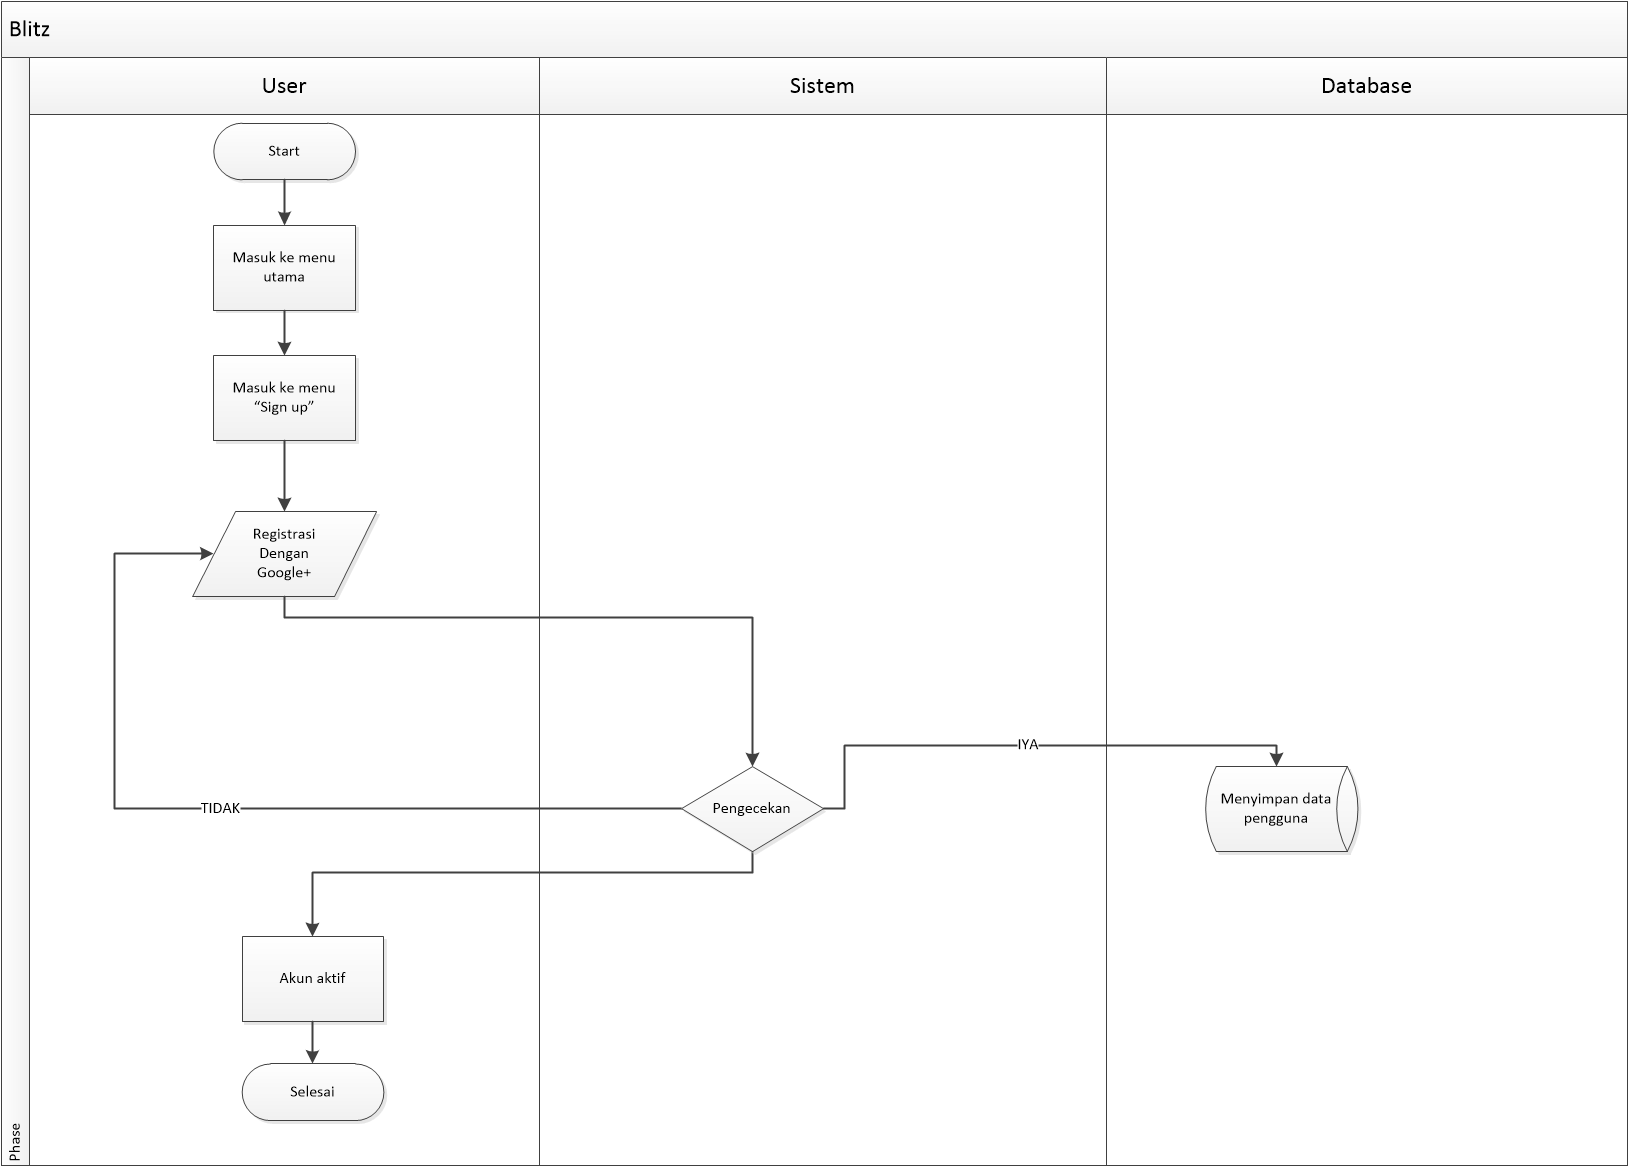 Blitz
User
Sistem
Database
Start
Masuk ke menu
utama
Masuk ke menu
“Sign up”
Registrasi
Dengan
Google+
IYA
TIDAK
Pengecekan
Menyimpan data
pengguna
Akun aktif
Selesai
Phase